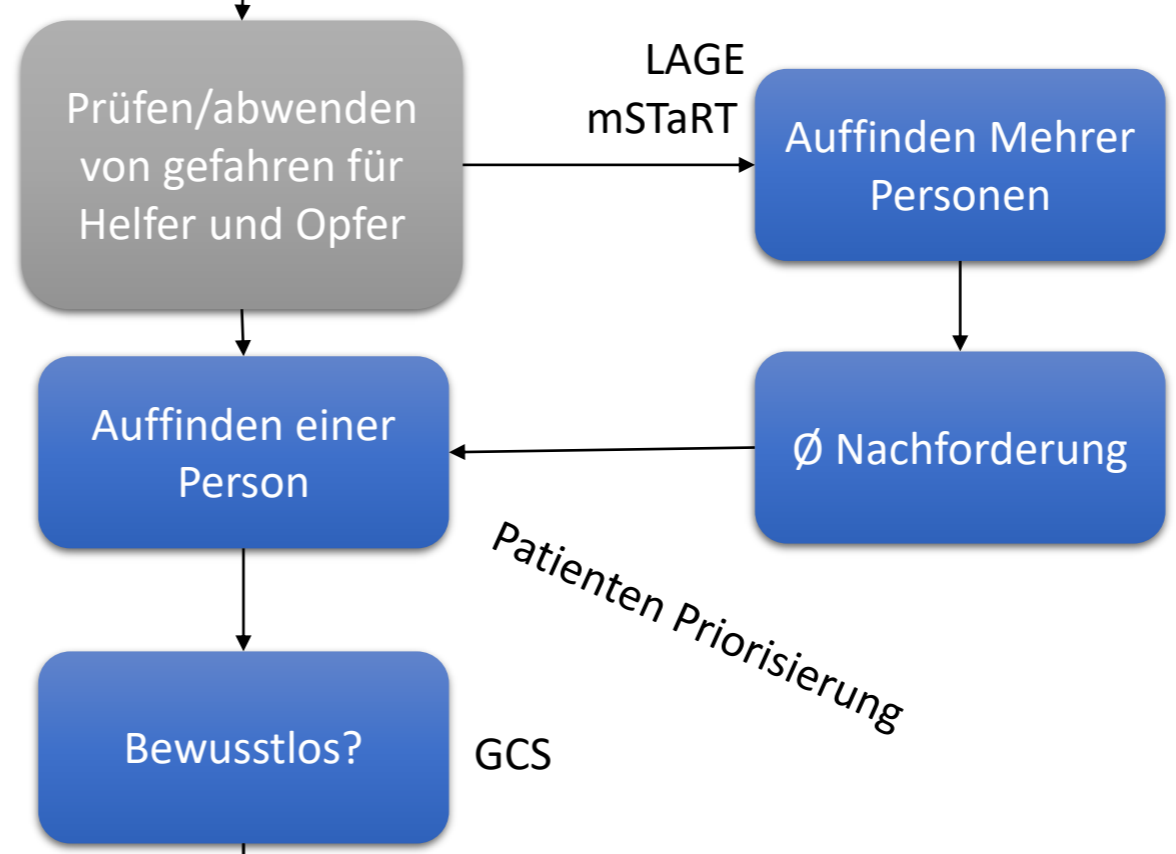 Prüfen/abwenden
von gefahren für
Helfer und Opfer
LAGE
mSTaRT
Auffinden Mehrer
Personen
Auffinden einer
Person
Ø Nachforderung
Patienten Priorisierung
Bewusstlos?
GCS